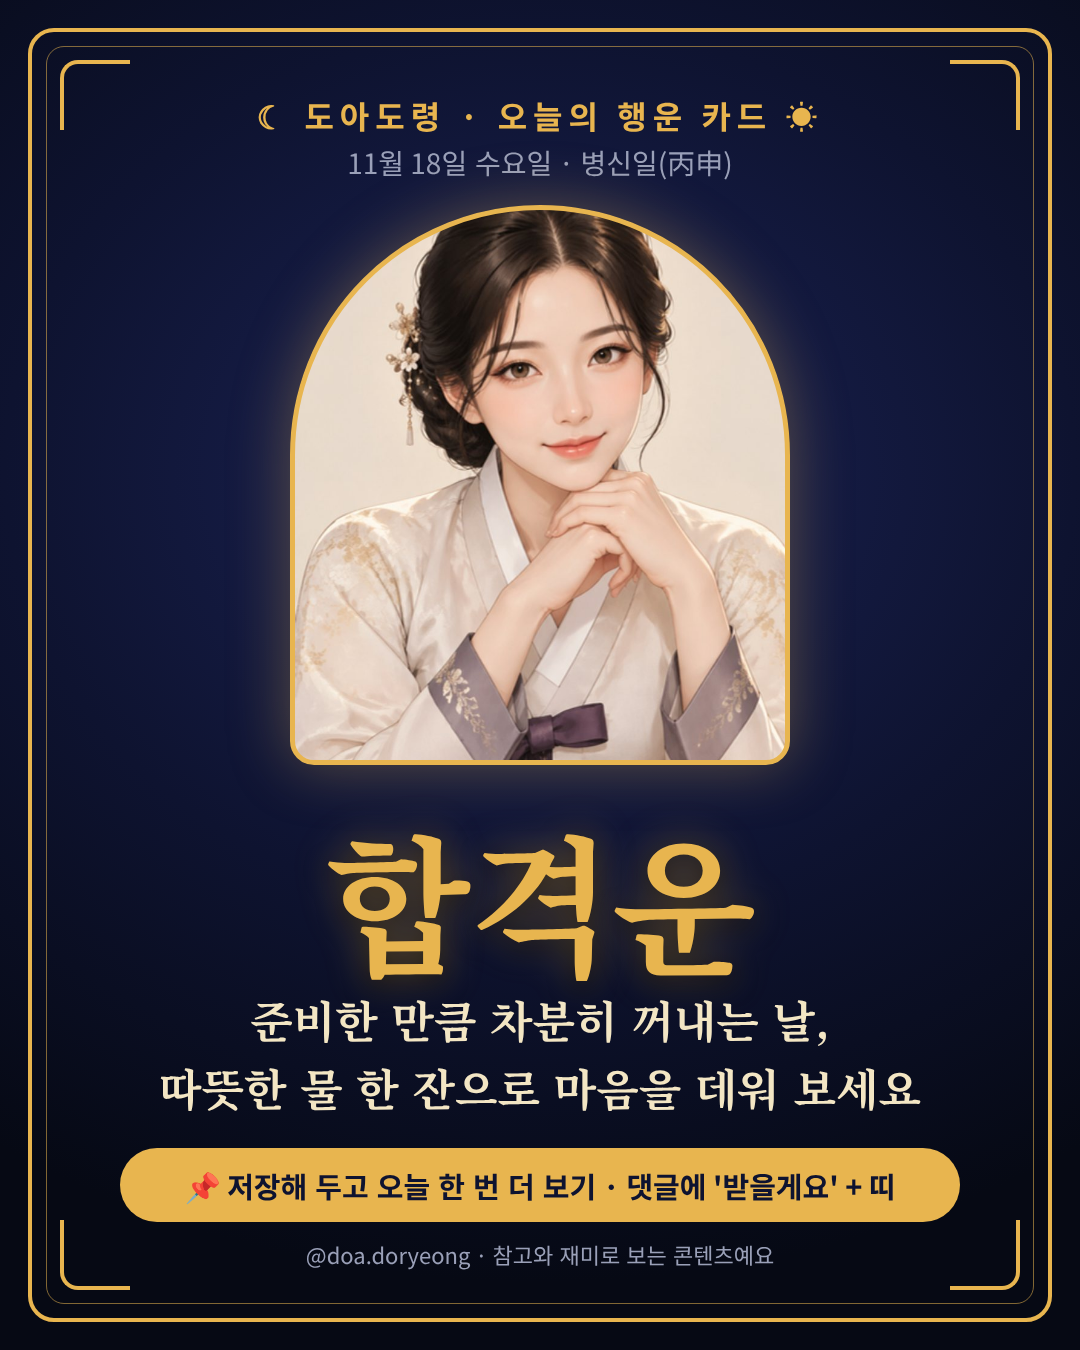 ☾ 도아도령 · 오늘의 행운 카드 ☀
11월 18일 수요일 · 병신일(丙申)
합격운
준비한 만큼 차분히 꺼내는 날,
따뜻한 물 한 잔으로 마음을 데워 보세요
📌 저장해 두고 오늘 한 번 더 보기 · 댓글에 '받을게요' + 띠
@doa.doryeong · 참고와 재미로 보는 콘텐츠예요